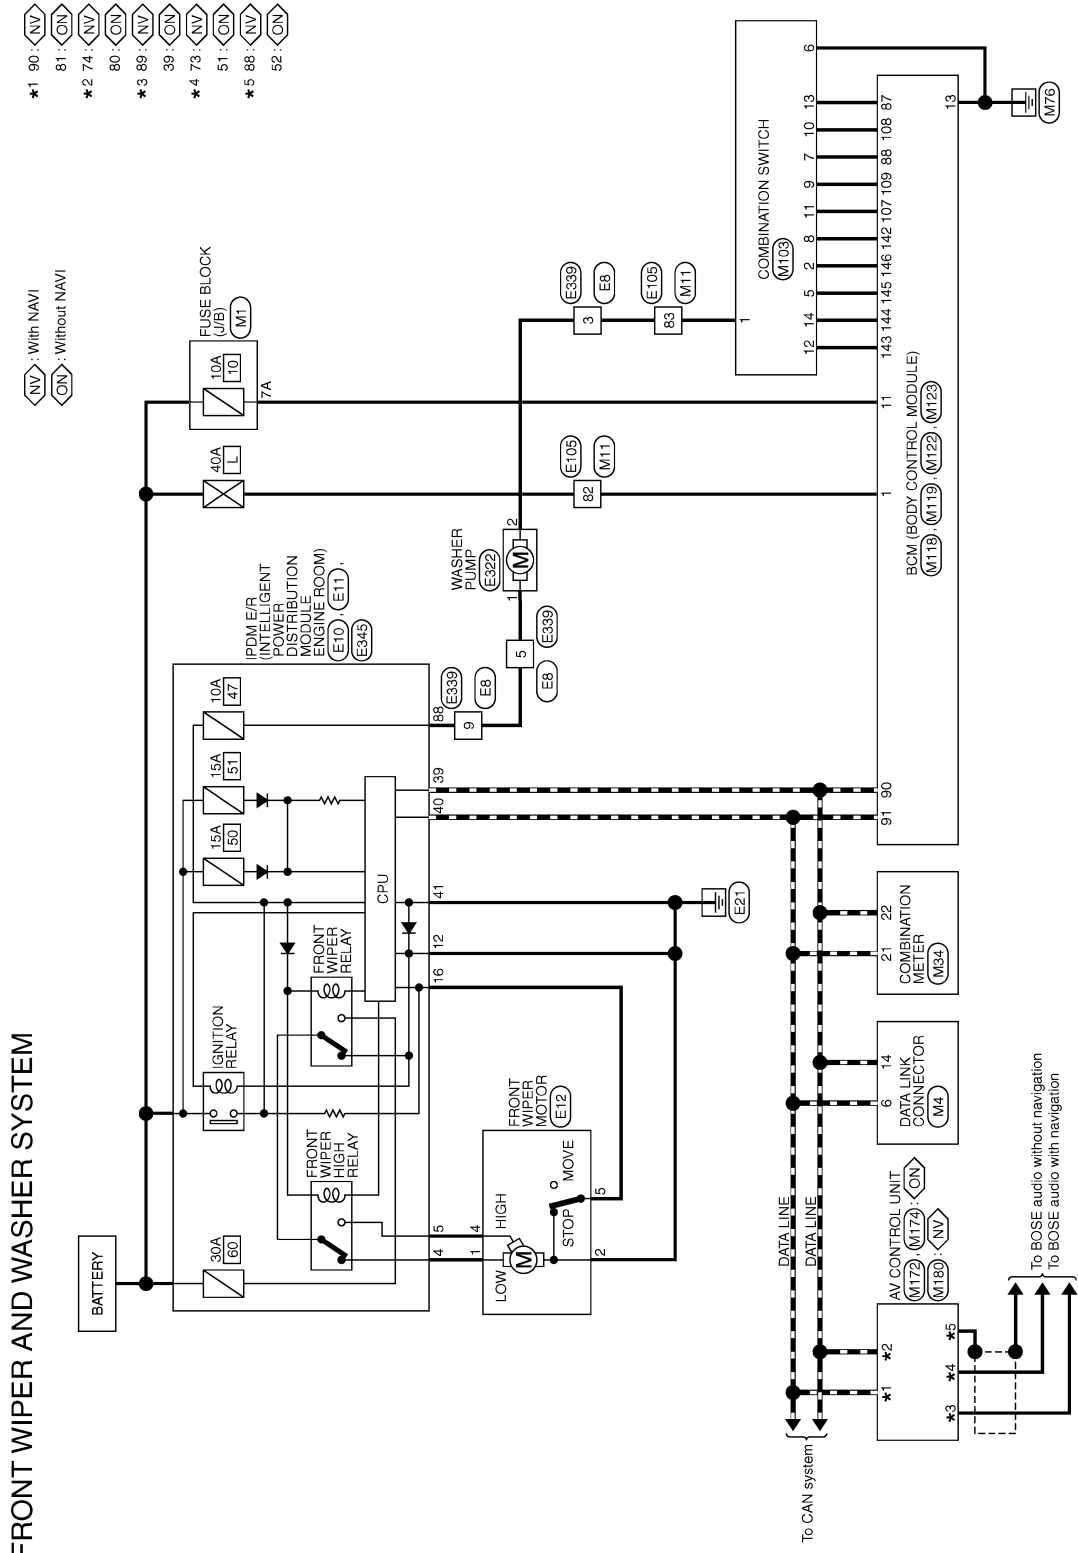 FRONT WIPER AND WASHER SYSTEM
NV : With NAVI
ON : Without NAVI
*1 90 : NV
81 : ON
*2 74 : NV
80 : ON
*3 89 : NV
39 : ON
*4 73 : NV
51 : ON
*5 88 : NV
52 : ON
BATTERY
40A
L
FUSE BLOCK
(J/B)
M1
10A
10
7A
IPDM E/R
(INTELLIGENT
POWER
DISTRIBUTION
MODULE
ENGINE ROOM)
E10 , E11 ,
E345
30A
60
IGNITION
RELAY
15A
50
15A
51
10A
47
FRONT
WIPER
HIGH
RELAY
FRONT
WIPER
RELAY
CPU
4 5 16 12 41 40 39 88
9
E339
E8
5
E8
E339
WASHER
PUMP
E322
1 M 2
82
E105
M11
3
E339
E8
83
E105
M11
FRONT
WIPER
MOTOR
E12
1 4
LOW
HIGH
M
STOP
MOVE
2 5
E21
COMBINATION SWITCH
M103
1
12 14 5 2 8 11 9 7 10 13 6
143 144 145 146 142 107 109 88 108 87
91 90 1 11 13
BCM (BODY CONTROL MODULE)
M118 , M119 , M122 , M123
M76
DATA LINE
DATA LINE
To CAN system
AV CONTROL UNIT
M172 , M174 : ON
M180 : NV
*1 *2
*3 *4 *5
To BOSE audio without navigation
To BOSE audio with navigation
6 14
DATA LINK
CONNECTOR
M4
21 22
COMBINATION
METER
M34